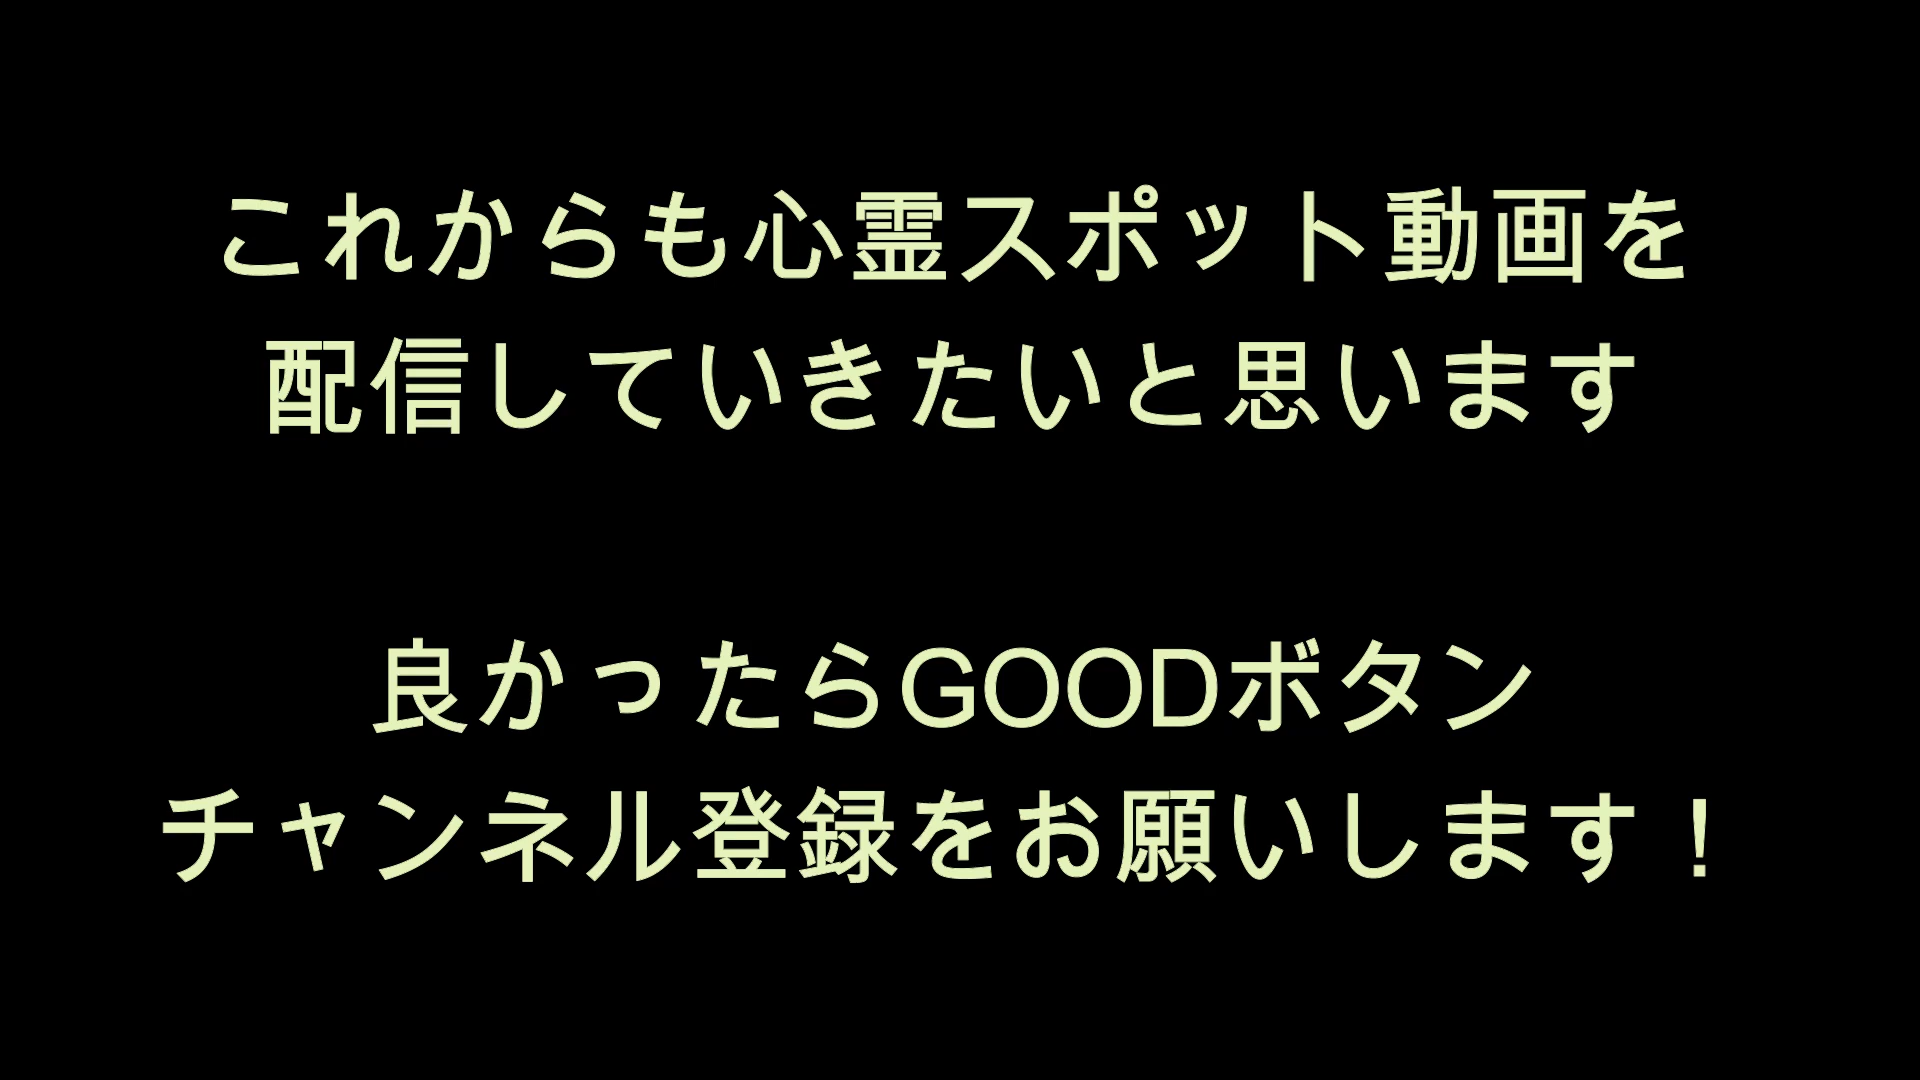 これからも心霊スポット動画を
配信していきたいと思います
良かったらGOODボタン
チャンネル登録をお願いします！